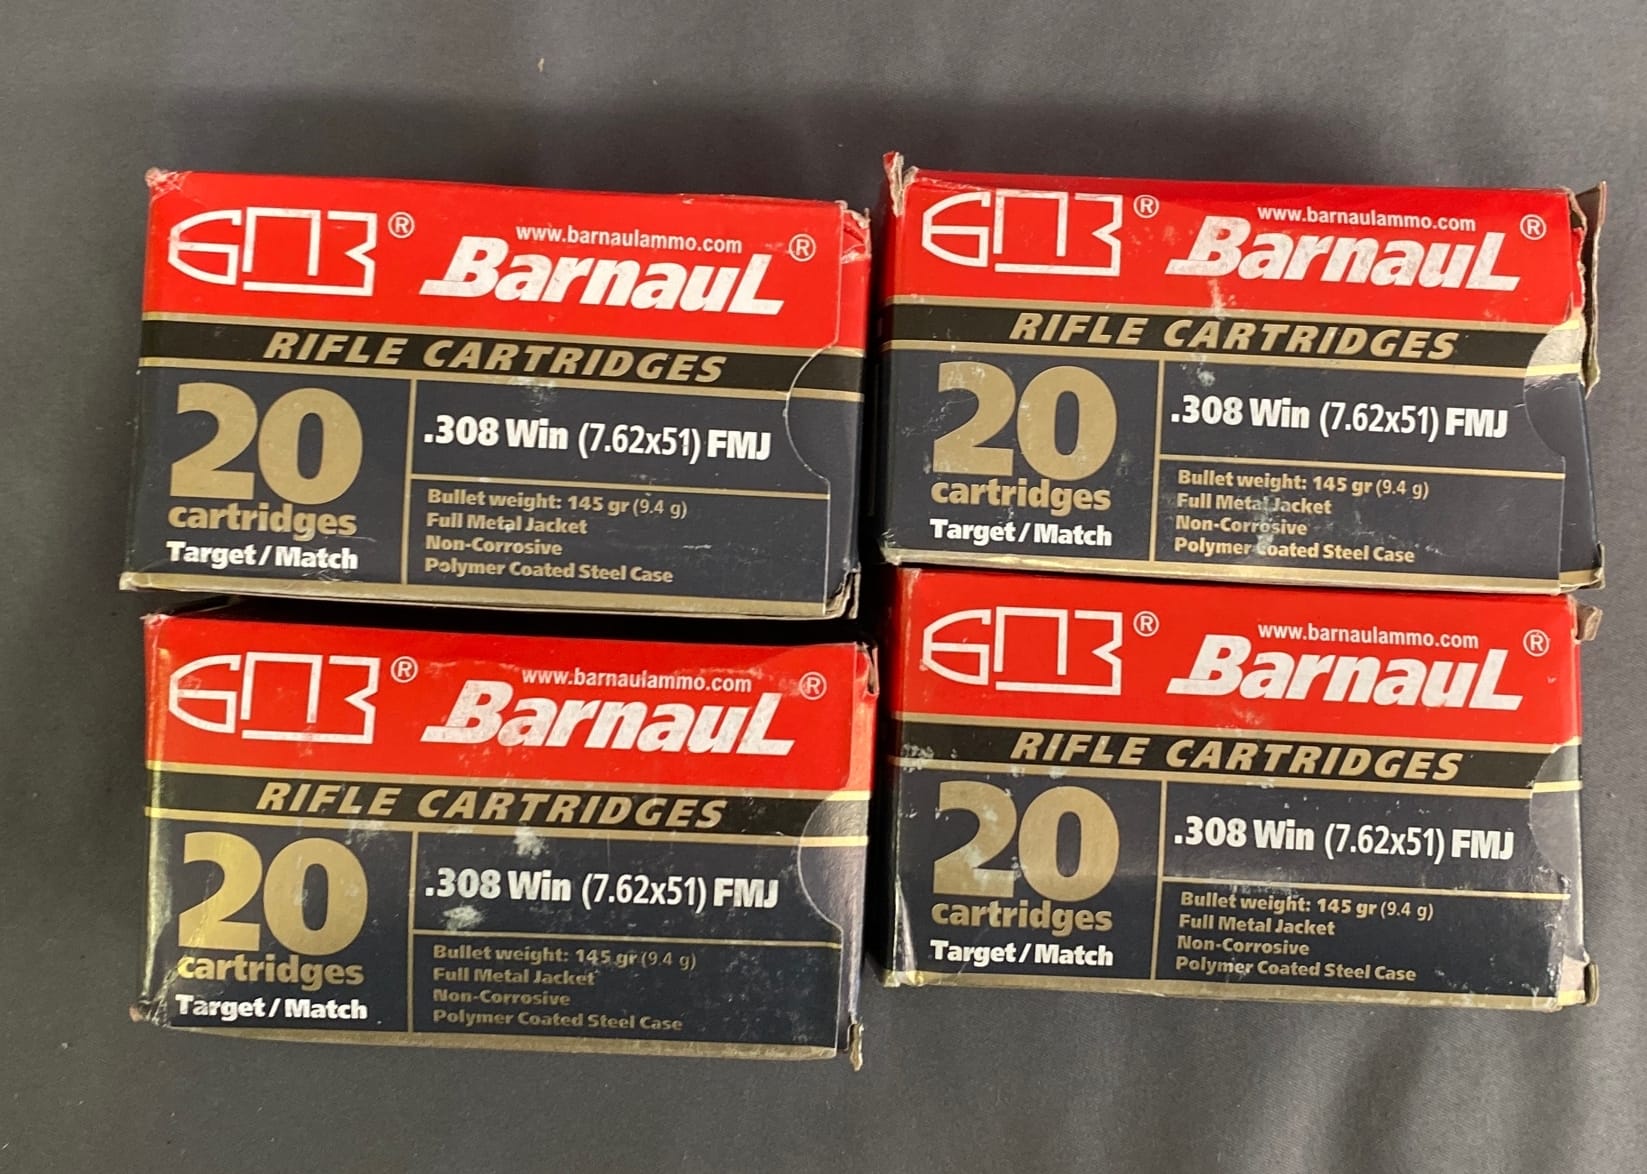 БПЗ ®
www.barnaulammo.com
Barnaul ®
RIFLE CARTRIDGES
20
cartridges
Target/Match
.308 Win (7.62x51) FMJ
Bullet weight: 145 gr (9.4 g)
Full Metal Jacket
Non-Corrosive
Polymer Coated Steel Case
БПЗ ®
www.barnaulammo.com
Barnaul ®
RIFLE CARTRIDGES
20
cartridges
Target/Match
.308 Win (7.62x51) FMJ
Bullet weight: 145 gr (9.4 g)
Full Metal Jacket
Non-Corrosive
Polymer Coated Steel Case
БПЗ ®
www.barnaulammo.com
Barnaul ®
RIFLE CARTRIDGES
20
cartridges
Target/Match
.308 Win (7.62x51) FMJ
Bullet weight: 145 gr (9.4 g)
Full Metal Jacket
Non-Corrosive
Polymer Coated Steel Case
БПЗ ®
www.barnaulammo.com
Barnaul ®
RIFLE CARTRIDGES
20
cartridges
Target/Match
.308 Win (7.62x51) FMJ
Bullet weight: 145 gr (9.4 g)
Full Metal Jacket
Non-Corrosive
Polymer Coated Steel Case